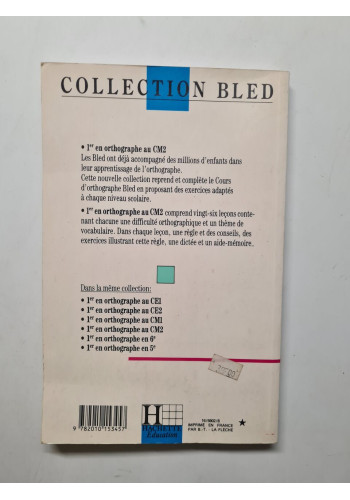 COLLECTION BLED
• 1er en orthographe au CM2
Les Bled ont déjà accompagné des millions d'enfants dans
leur apprentissage de l'orthographe.
Cette nouvelle collection reprend et complète le Cours
d'orthographe Bled en proposant des exercices adaptés
à chaque niveau scolaire.
• 1er en orthographe au CM2 comprend vingt-six leçons conte-
nant chacune une difficulté orthographique et un thème de
vocabulaire. Dans chaque leçon, une règle et des conseils, des
exercices illustrant cette règle, une dictée et un aide-mémoire.
Dans la même collection:
• 1er en orthographe au CE1
• 1er en orthographe au CE2
• 1er en orthographe au CM1
• 1er en orthographe au CM2
• 1er en orthographe en 6e
• 1er en orthographe en 5e
H
HACHETTE
Education
IMPRIMÉ EN FRANCE
PAR B.-T. LA FLÈCHE
9 782010 153457